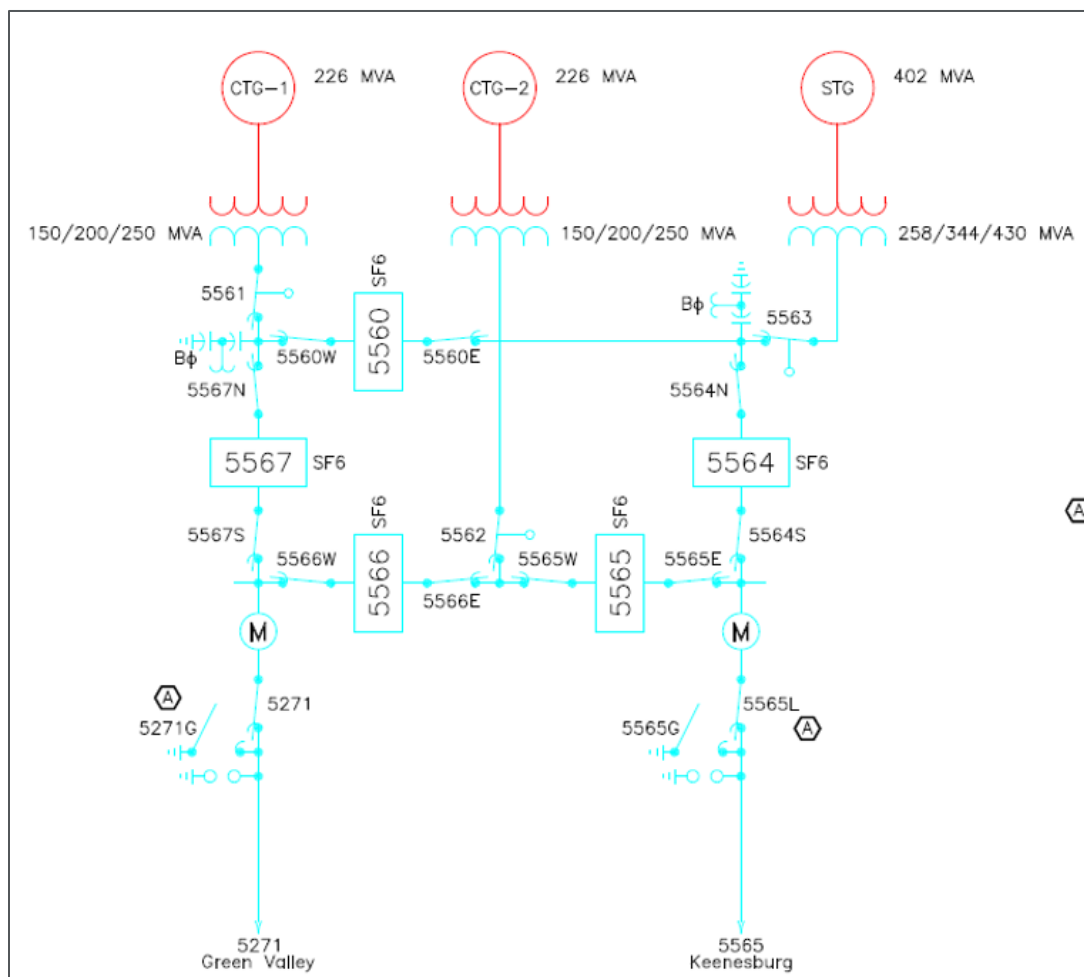 CTG-1
226 MVA
CTG-2
226 MVA
STG
402 MVA
150/200/250 MVA
150/200/250 MVA
258/344/430 MVA
5561
SF6
5560
Bϕ
5563
Bϕ
5560W
5560E
5567N
5564N
5567
SF6
5564
SF6
A
5567S
SF6
5562
SF6
5564S
5566W
5566
5566E
5565W
5565
5565E
M
M
A
5271
5271G
5565L
5565G
A
5271
Green Valley
5565
Keenesburg